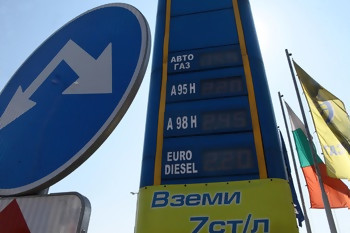 АВТО
ГАЗ
A 95 H
A 98 H
EURO
DIESEL
Вземи
7ст/л